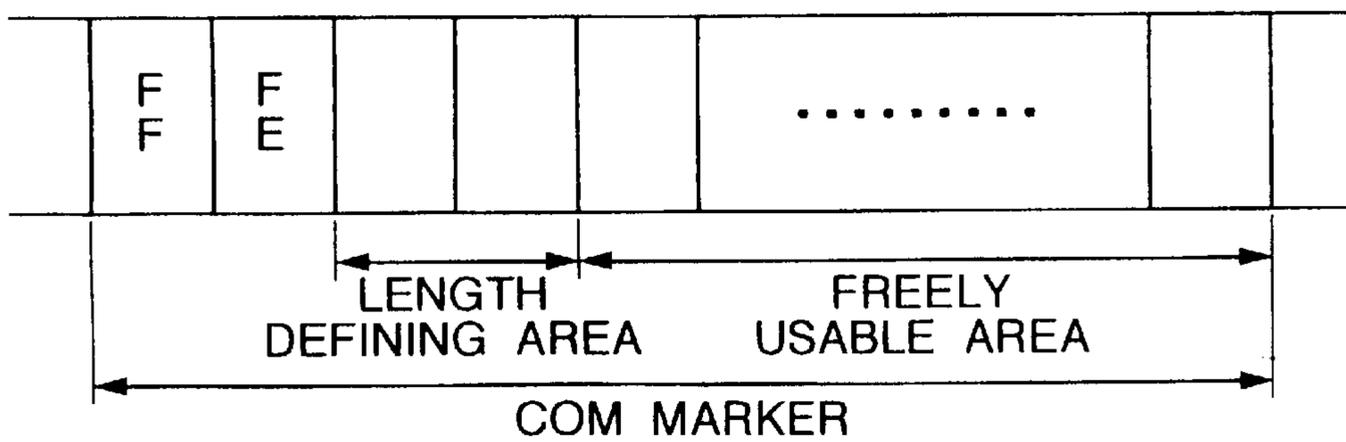 F F
F E
LENGTH FREELY
DEFINING AREA USABLE AREA
COM MARKER